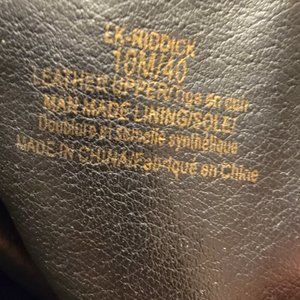 EK-RIDDICK
10M/40
LEATHER UPPER/Tige en cuir
MAN MADE LINING/SOLE/
Doublure et semelle synthétique
MADE IN CHINA/Fabriqué en Chine